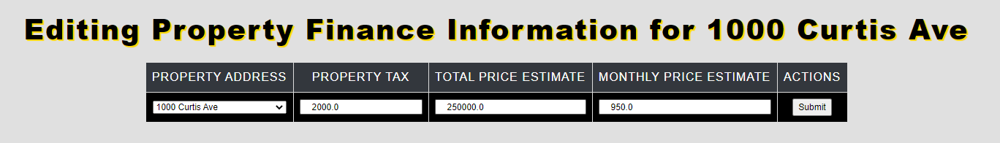 Editing Property Finance Information for 1000 Curtis Ave
PROPERTY ADDRESS PROPERTY TAX TOTAL PRICE ESTIMATE MONTHLY PRICE ESTIMATE ACTIONS
1000 Curtis Ave 2000.0 250000.0 950.0 Submit